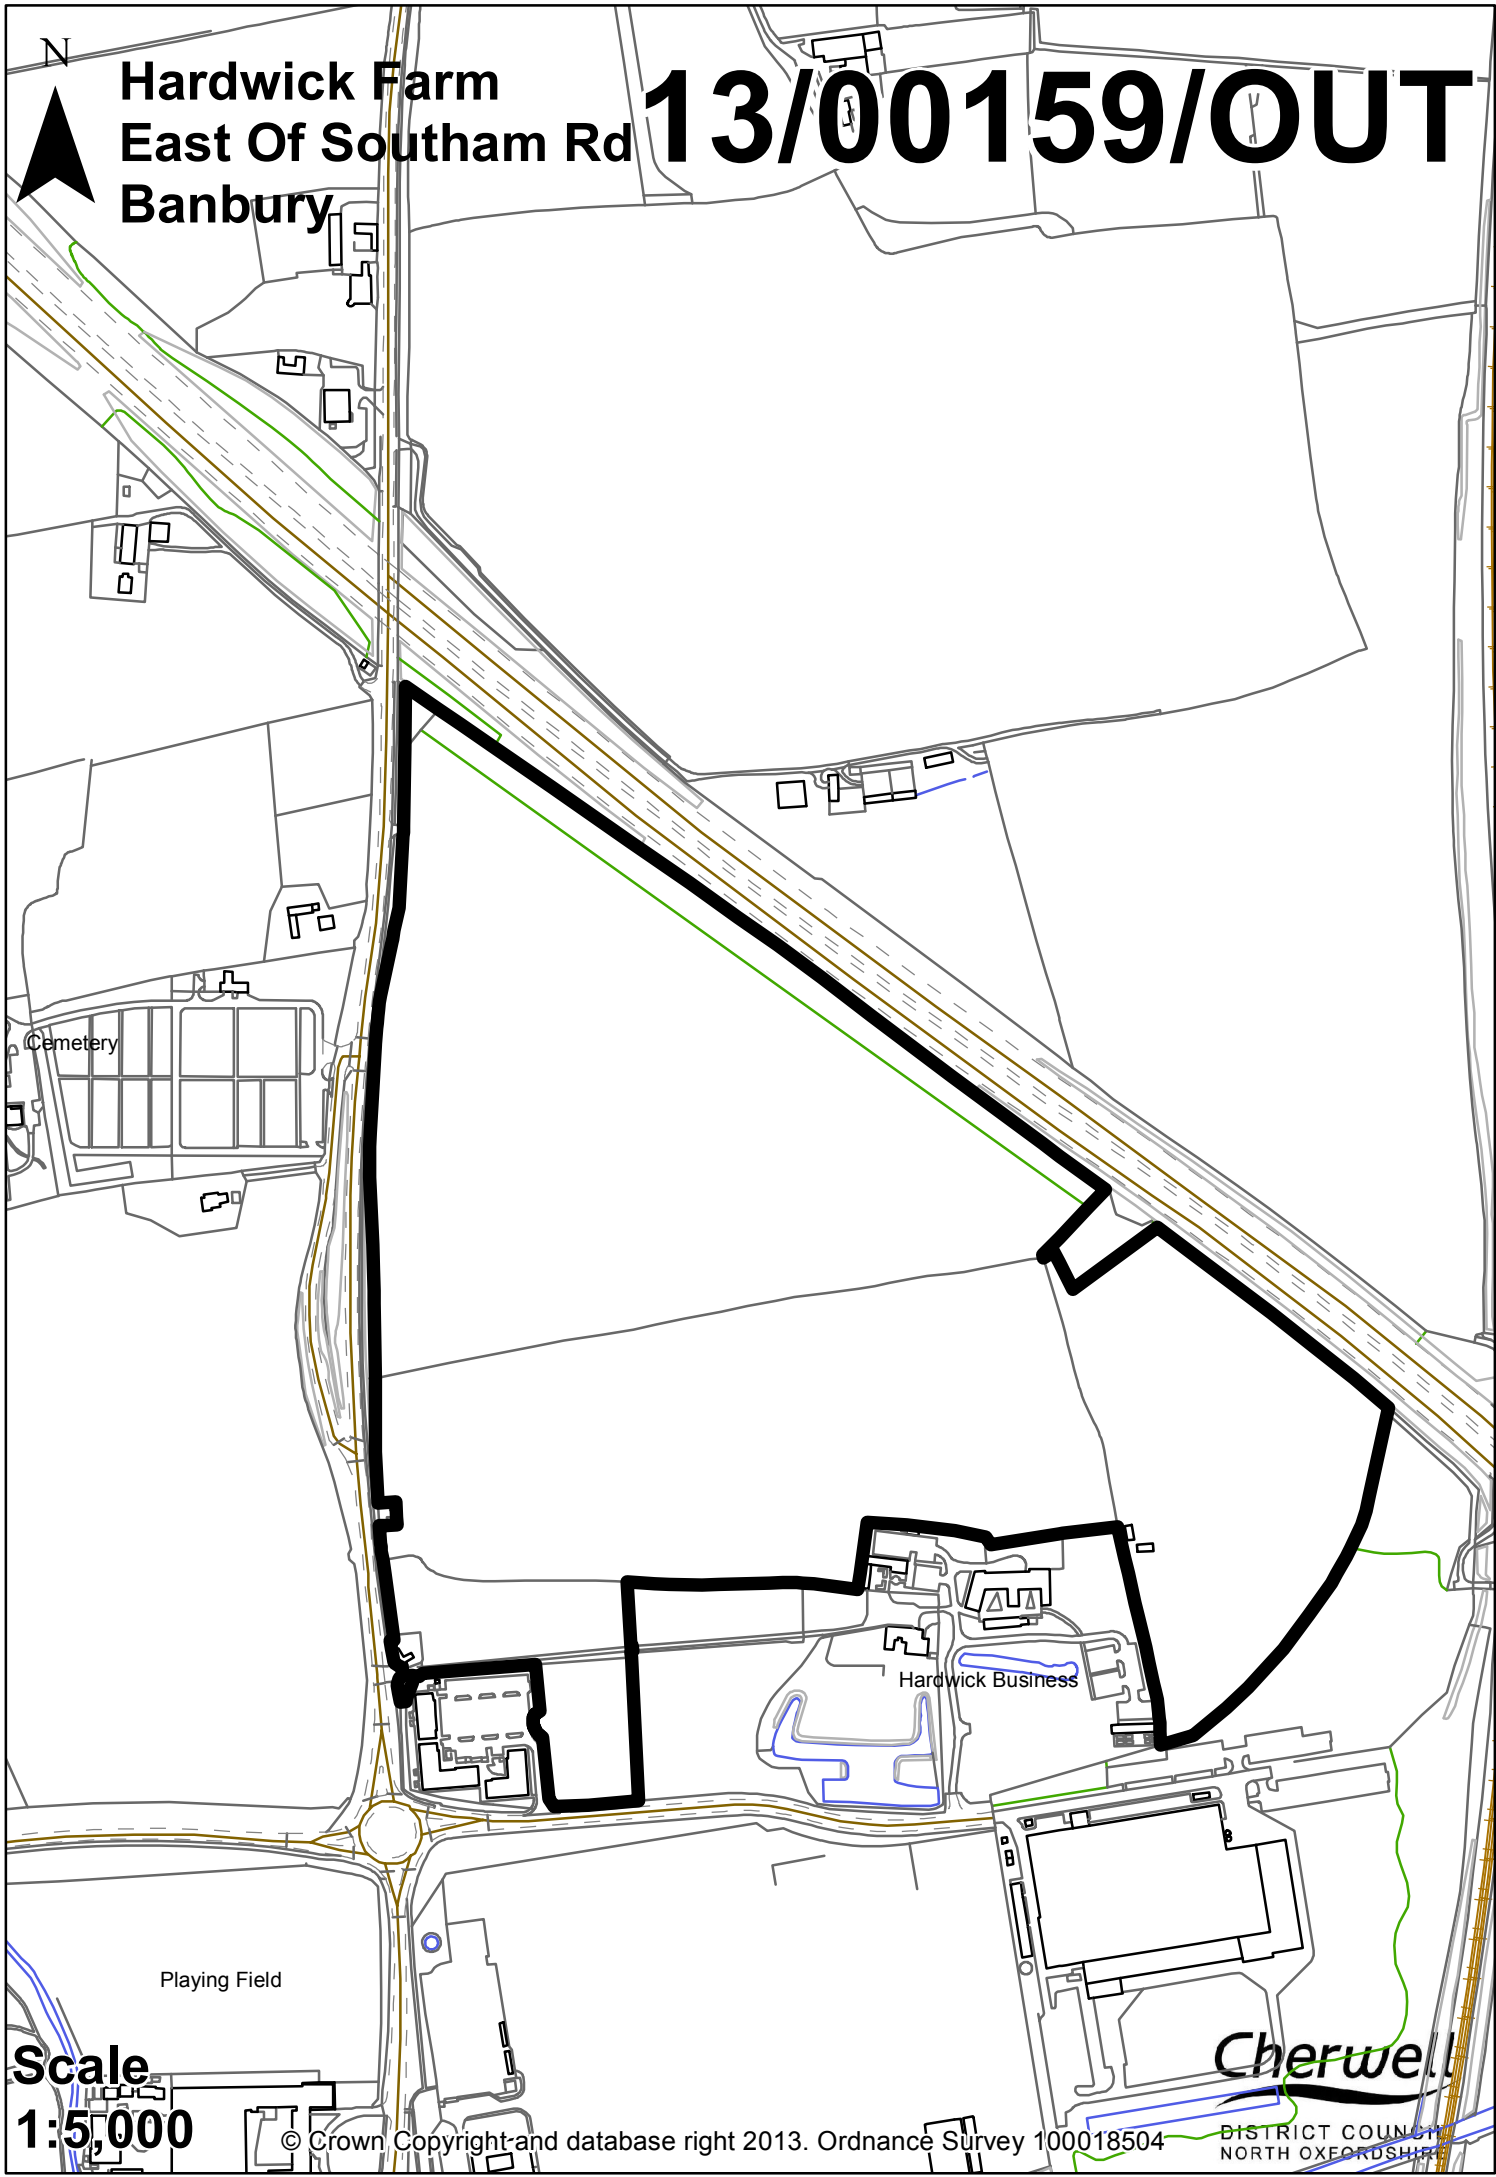 N
Hardwick Farm
East Of Southam Rd
Banbury
13/00159/OUT
Cemetery
Hardwick Business
Playing Field
Scale
1:5,000
© Crown Copyright and database right 2013. Ordnance Survey 100018504
Cherwell
DISTRICT COUNCIL
NORTH OXFORDSHIRE